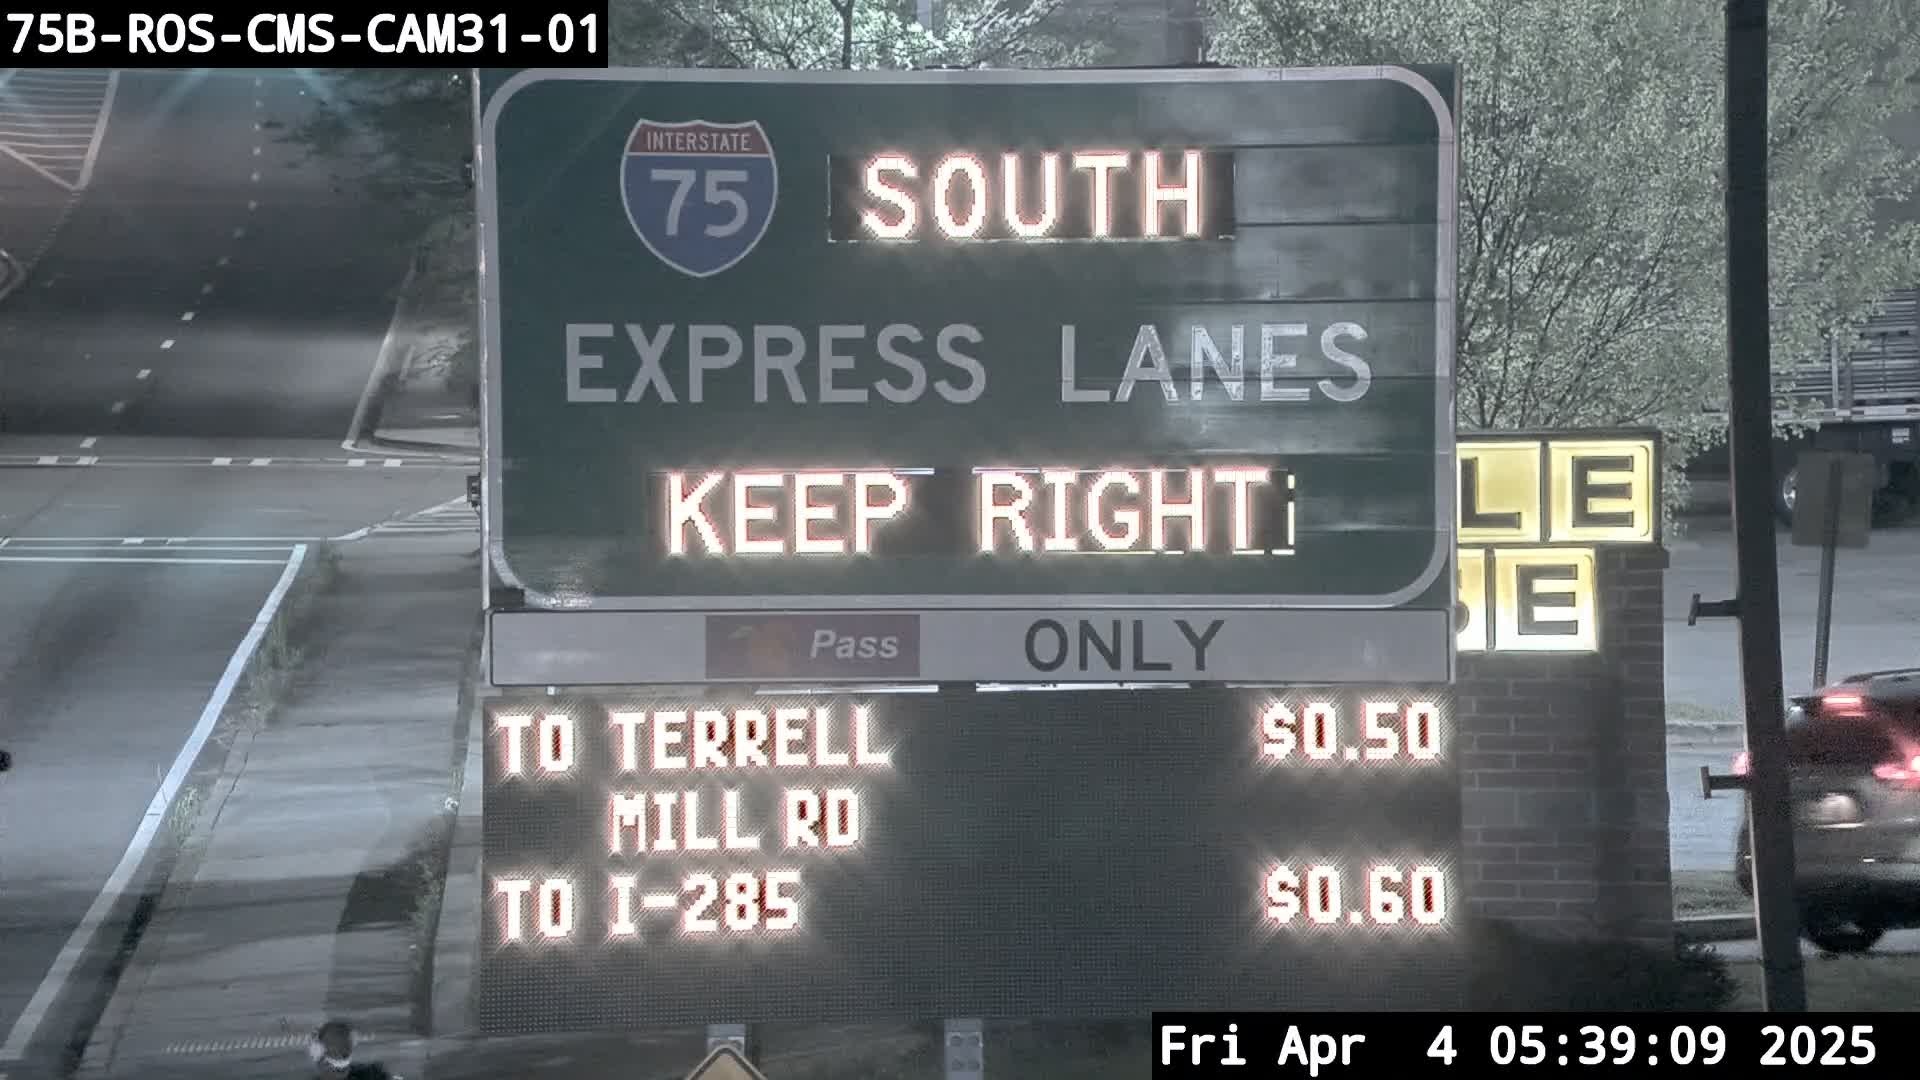 75B-ROS-CMS-CAM31-01
INTERSTATE
75
SOUTH
EXPRESS LANES
KEEP RIGHT
Pass ONLY
TO TERRELL $0.50
MILL RD
TO I-285 $0.60
LE
E
Fri Apr 4 05:39:09 2025